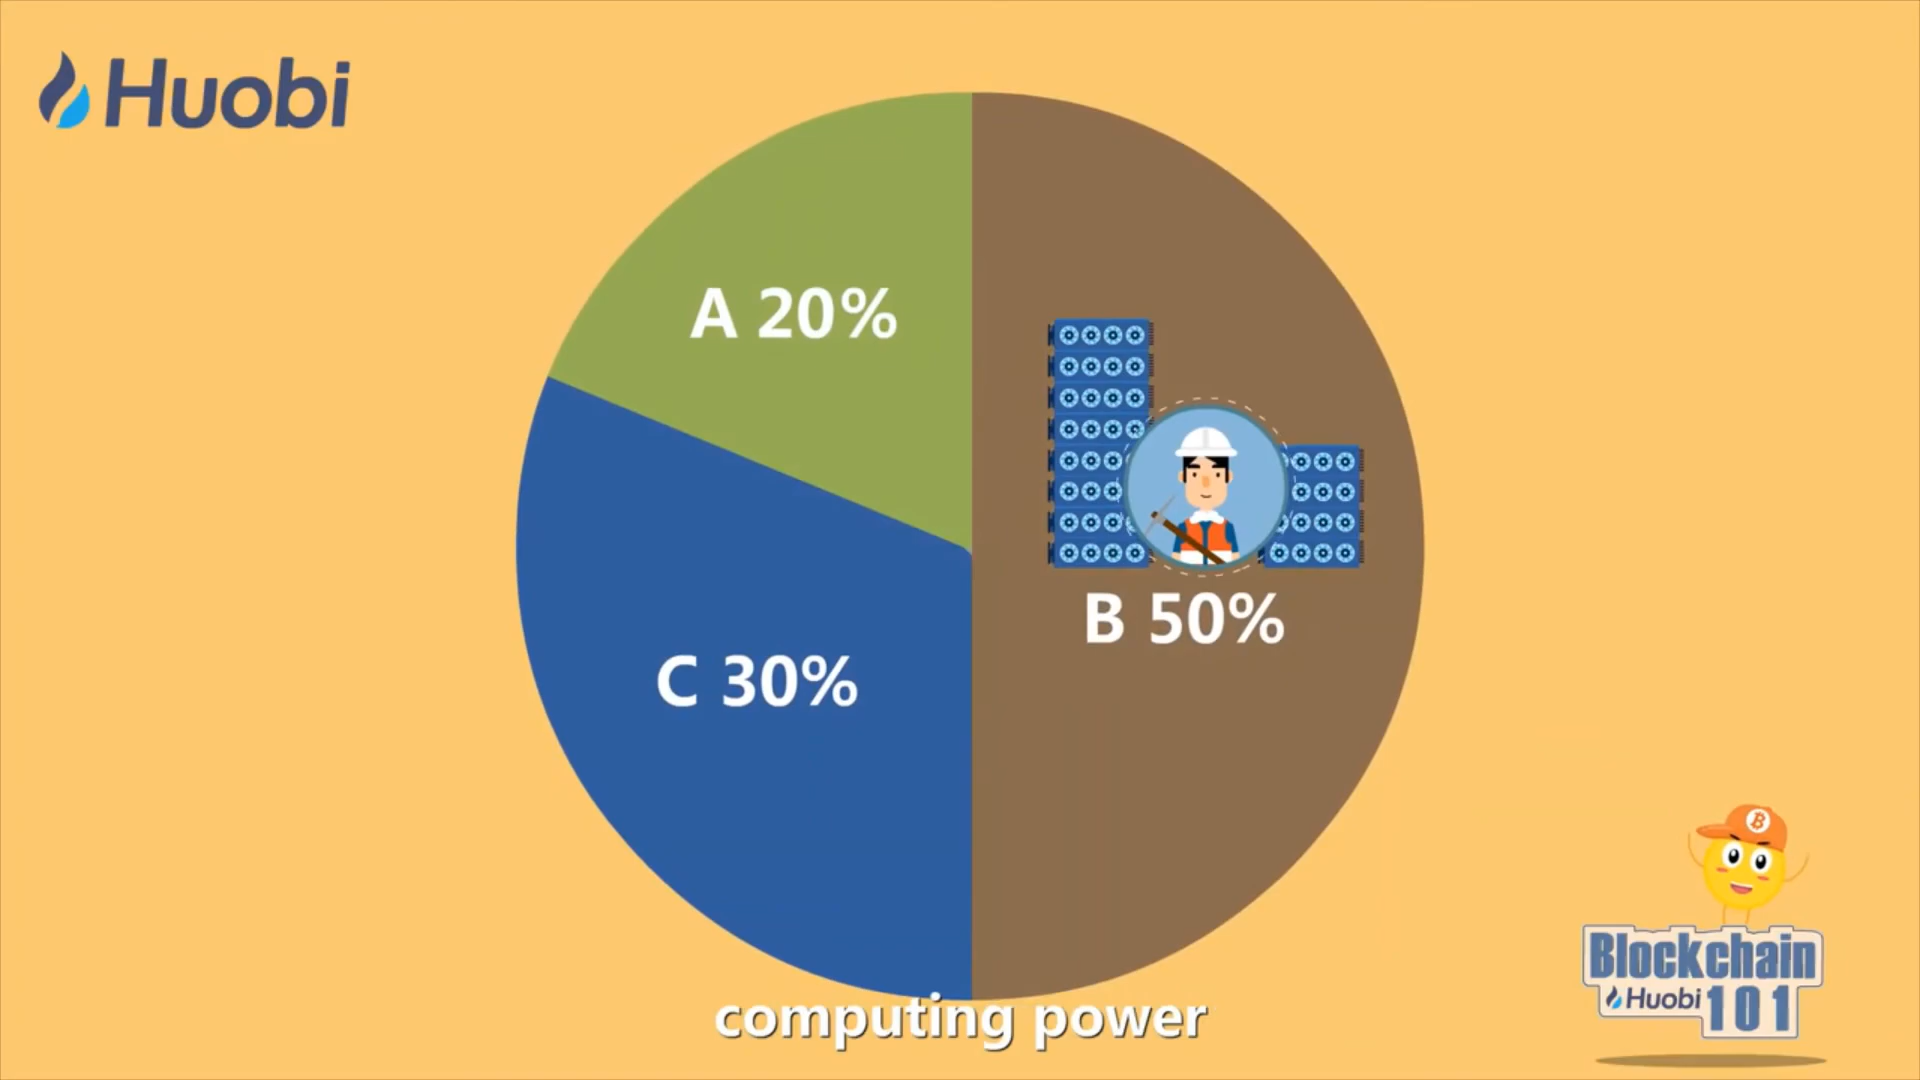 Huobi
A 20%
B 50%
C 30%
computing power
Blockchain
Huobi 101